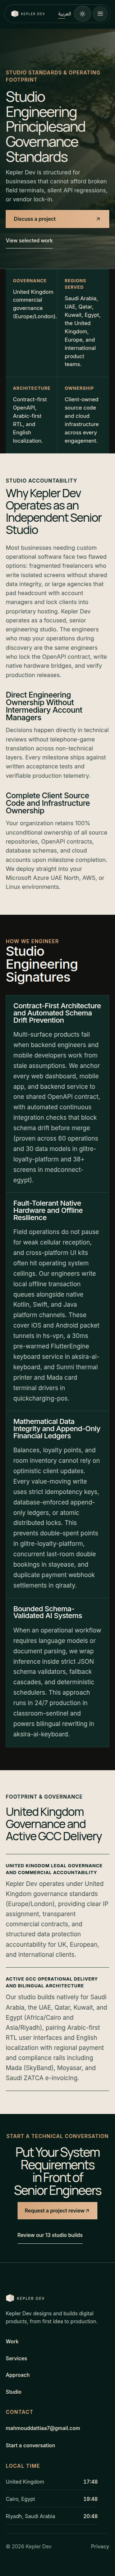 KEPLER DEV
العربية
STUDIO STANDARDS & OPERATING
FOOTPRINT
Studio
Engineering
Principlesand
Governance
Standards
Kepler Dev is structured for
businesses that cannot afford broken
field terminals, silent API regressions,
or vendor lock-in.
Discuss a project
View selected work
GOVERNANCE
United Kingdom
commercial
governance
(Europe/London).
REGIONS
SERVED
Saudi Arabia,
UAE, Qatar,
Kuwait, Egypt,
the United
Kingdom,
Europe, and
international
product
teams.
ARCHITECTURE
Contract-first
OpenAPI,
Arabic-first
RTL, and
English
localization.
OWNERSHIP
Client-owned
source code
and cloud
infrastructure
across every
engagement.
STUDIO ACCOUNTABILITY
Why Kepler Dev
Operates as an
Independent Senior
Studio
Most businesses needing custom
operational software face two flawed
options: fragmented freelancers who
write isolated screens without shared
data integrity, or large agencies that
add headcount with account
managers and lock clients into
proprietary hosting. Kepler Dev
operates as a focused, senior
engineering studio. The engineers
who map your operations during
discovery are the same engineers
who lock the OpenAPI contract, write
native hardware bridges, and verify
production releases.
Direct Engineering
Ownership Without
Intermediary Account
Managers
Decisions happen directly in technical
reviews without telephone-game
translation across non-technical
layers. Every milestone ships against
written acceptance tests and
verifiable production telemetry.
Complete Client Source
Code and Infrastructure
Ownership
Your organization retains 100%
unconditional ownership of all source
repositories, OpenAPI contracts,
database schemas, and cloud
accounts upon milestone completion.
We deploy straight into your
Microsoft Azure UAE North, AWS, or
Linux environments.
HOW WE ENGINEER
Studio
Engineering
Signatures
Contract-First Architecture
and Automated Schema
Drift Prevention
Multi-surface products fail
when backend engineers and
mobile developers work from
stale assumptions. We anchor
every web dashboard, mobile
app, and backend service to
one shared OpenAPI contract,
with automated continuous
integration checks that block
schema drift before merge
(proven across 60 operations
and 30 data models in glitre-
loyalty-platform and 38+
screens in medconnect-
egypt).
Fault-Tolerant Native
Hardware and Offline
Resilience
Field operations do not pause
for weak cellular reception,
and cross-platform UI kits
often hit operating system
ceilings. Our engineers write
local offline transaction
queues alongside native
Kotlin, Swift, and Java
platform channels. These
cover iOS and Android packet
tunnels in hs-vpn, a 30ms
pre-warmed FlutterEngine
keyboard service in aksira-ai-
keyboard, and Sunmi thermal
printer and Mada card
terminal drivers in
quickcharging-pos.
Mathematical Data
Integrity and Append-Only
Financial Ledgers
Balances, loyalty points, and
room inventory cannot rely on
optimistic client updates.
Every value-moving write
uses strict idempotency keys,
database-enforced append-
only ledgers, or atomic
distributed locks. This
prevents double-spent points
in glitre-loyalty-platform,
concurrent last-room double
bookings in stayease, and
duplicate payment webhook
settlements in qirraty.
Bounded Schema-
Validated AI Systems
When an operational workflow
requires language models or
document parsing, we wrap
inference inside strict JSON
schema validators, fallback
cascades, and deterministic
schedulers. This approach
runs in 24/7 production in
classroom-sentinel and
powers bilingual rewriting in
aksira-ai-keyboard.
FOOTPRINT & GOVERNANCE
United Kingdom
Governance and
Active GCC Delivery
UNITED KINGDOM LEGAL GOVERNANCE
AND COMMERCIAL ACCOUNTABILITY
Kepler Dev operates under United
Kingdom governance standards
(Europe/London), providing clear IP
assignment, transparent
commercial contracts, and
structured data protection
accountability for UK, European,
and international clients.
ACTIVE GCC OPERATIONAL DELIVERY
AND BILINGUAL ARCHITECTURE
Our studio builds natively for Saudi
Arabia, the UAE, Qatar, Kuwait, and
Egypt (Africa/Cairo and
Asia/Riyadh), pairing Arabic-first
RTL user interfaces and English
localization with regional payment
and compliance rails including
Mada (SkyBand), Moyasar, and
Saudi ZATCA e-invoicing.
START A TECHNICAL CONVERSATION
Put Your System
Requirements
in Front of
Senior Engineers
Request a project review
Review our 13 studio builds
KEPLER DEV
Kepler Dev designs and builds digital
products, from first idea to production.
Work
Services
Approach
Studio
CONTACT
mahmouddattiaa7@gmail.com
Start a conversation
LOCAL TIME
United Kingdom 17:48
Cairo, Egypt 19:48
Riyadh, Saudi Arabia 20:48
© 2026 Kepler Dev Privacy